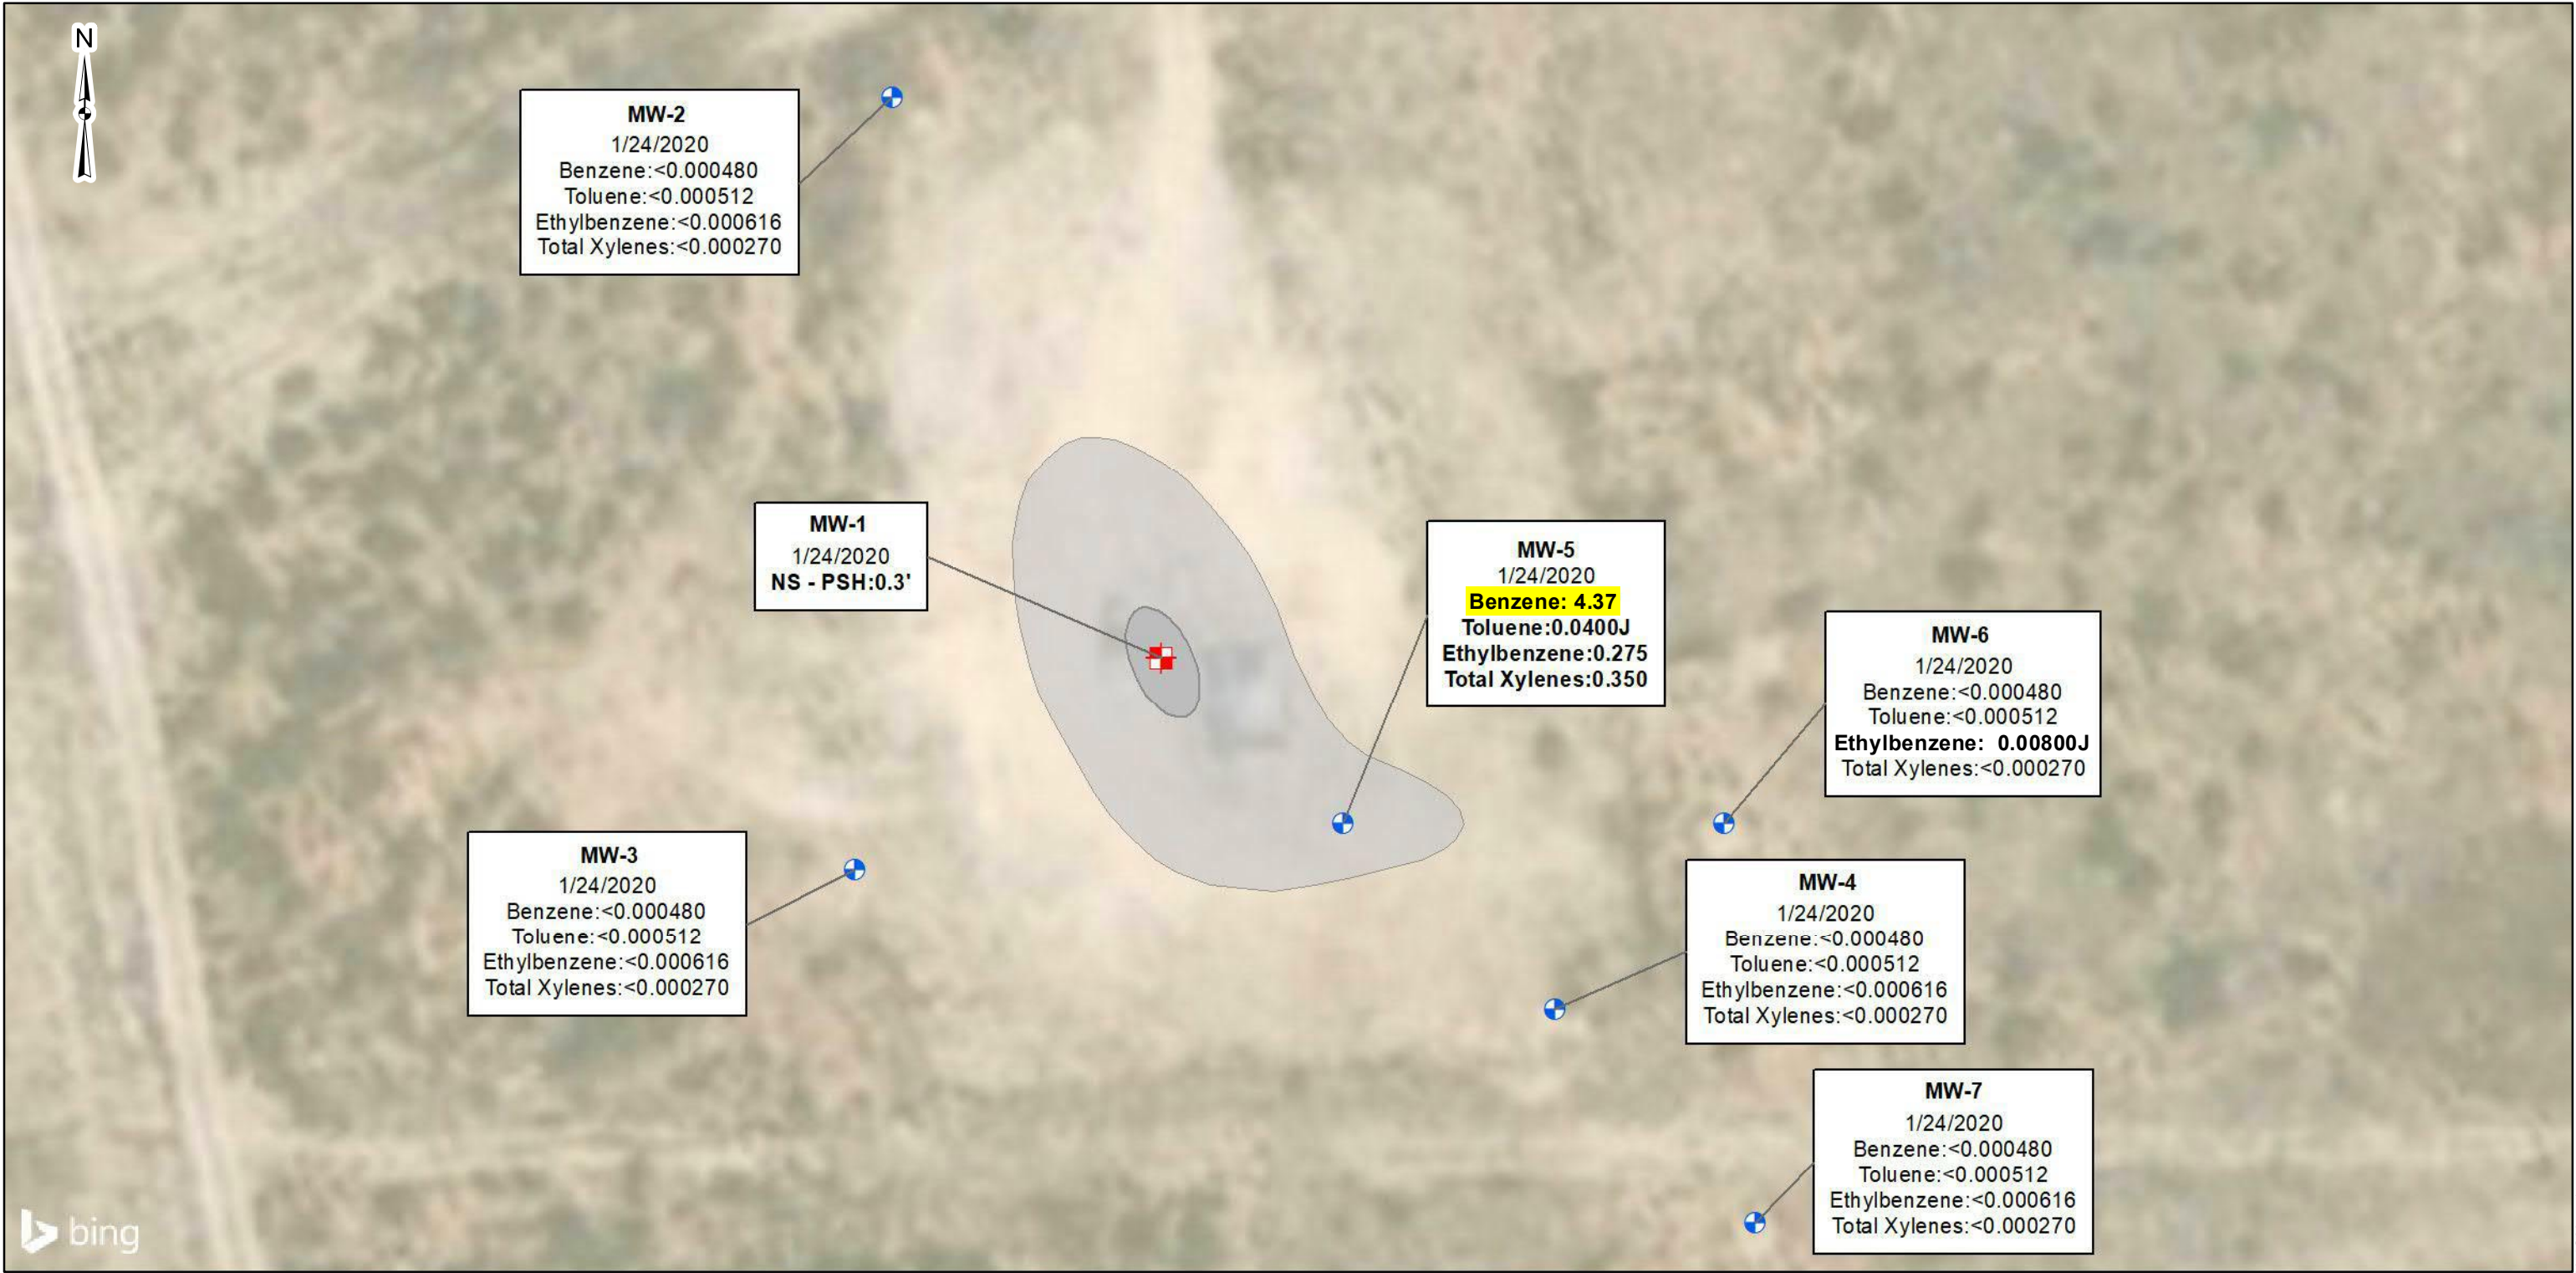 N
MW-2
1/24/2020
Benzene:<0.000480
Toluene:<0.000512
Ethylbenzene:<0.000616
Total Xylenes:<0.000270
MW-1
1/24/2020
NS - PSH:0.3'
MW-5
1/24/2020
Benzene: 4.37
Toluene:0.0400J
Ethylbenzene:0.275
Total Xylenes:0.350
MW-6
1/24/2020
Benzene:<0.000480
Toluene:<0.000512
Ethylbenzene: 0.00800J
Total Xylenes:<0.000270
MW-3
1/24/2020
Benzene:<0.000480
Toluene:<0.000512
Ethylbenzene:<0.000616
Total Xylenes:<0.000270
MW-4
1/24/2020
Benzene:<0.000480
Toluene:<0.000512
Ethylbenzene:<0.000616
Total Xylenes:<0.000270
MW-7
1/24/2020
Benzene:<0.000480
Toluene:<0.000512
Ethylbenzene:<0.000616
Total Xylenes:<0.000270
bing